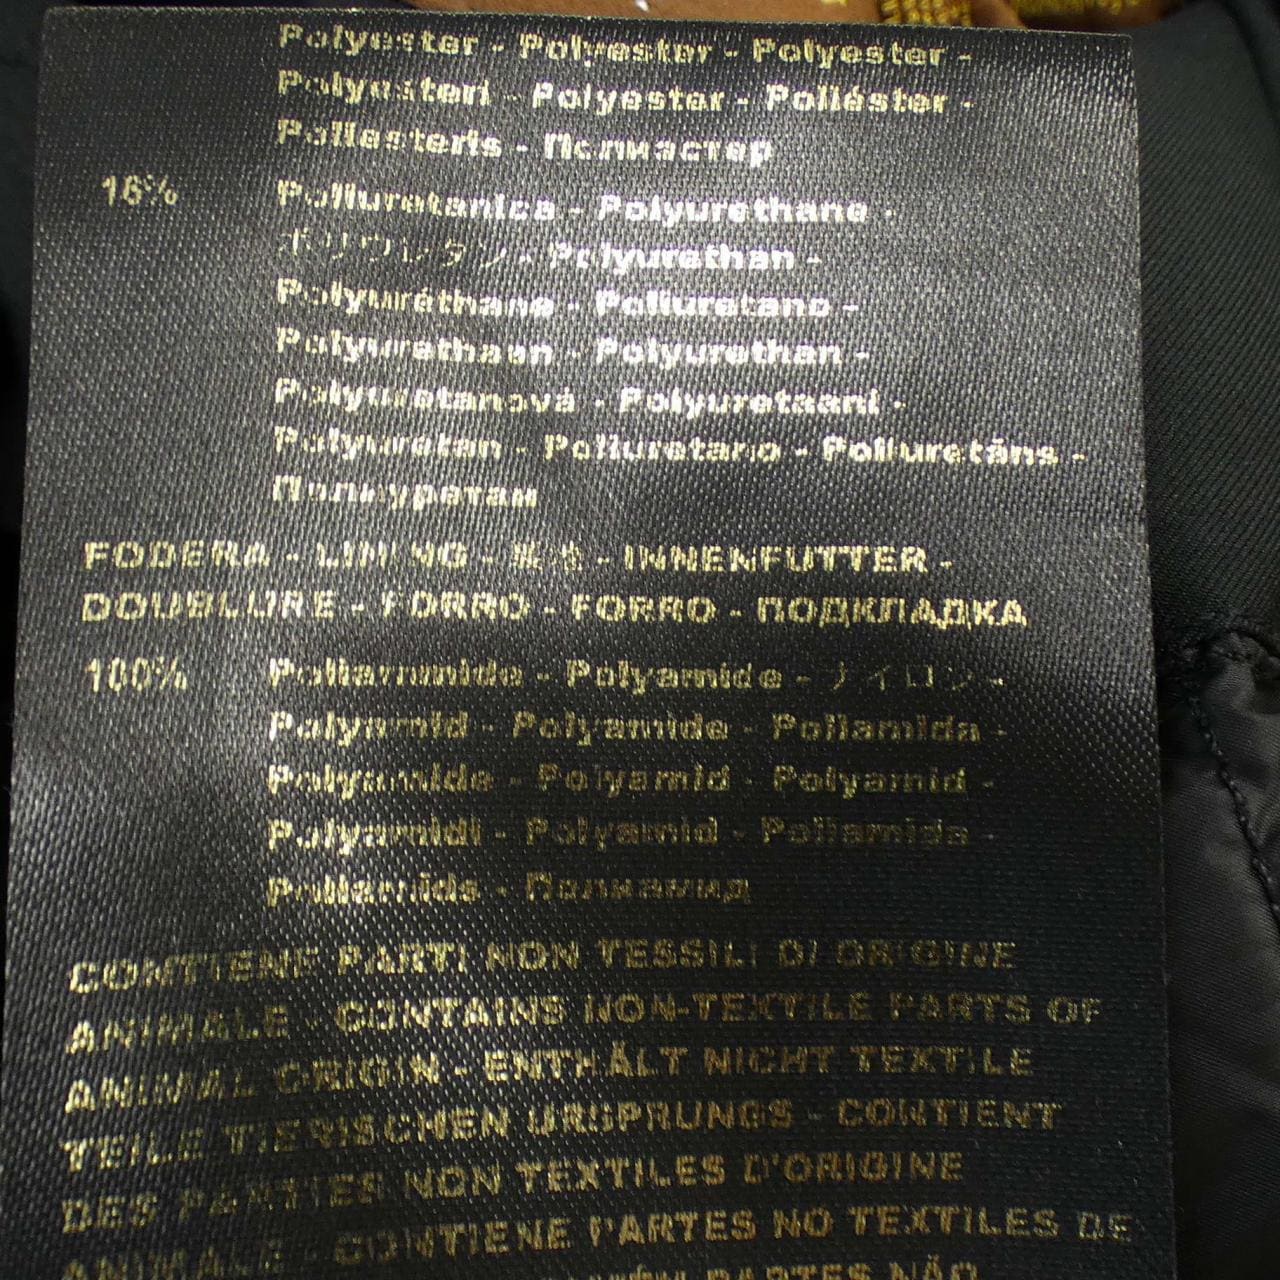 Polyester - Polyester - Polyester -
Polyesteri - Polyester - Poliéster -
Poliesteris - Полиэстер
16% Poliuretanica - Polyurethane -
ポリウレタン - Polyurethan -
Polyuréthane - Poliuretano -
Polyurethaan - Polyurethan -
Polyuretanová - Polyuretaani -
Polyuretan - Poliuretano - Poliuretāns -
Полиуретан
FODERA - LINING - - INNENFUTTER -
DOUBLURE - FORRO - FORRO - ПОДКЛАДКА
100% Poliammide - Polyamide - ナイロン -
Polyamid - Polyamide - Poliamida -
Polyamide - Polyamid - Polyamid -
Polyamidi - Polyamid - Poliamida -
Poliamīds - Полиамид
CONTIENE PARTI NON TESSILI DI ORIGINE
ANIMALE - CONTAINS NON-TEXTILE PARTS OF
ANIMAL ORIGIN - ENTHÄLT NICHT TEXTILE
TEILE TIERISCHEN URSPRUNGS - CONTIENT
DES PARTIES NON TEXTILES D'ORIGINE
ANIMALE - CONTIENE PARTES NO TEXTILES DE
PARTES NÃO